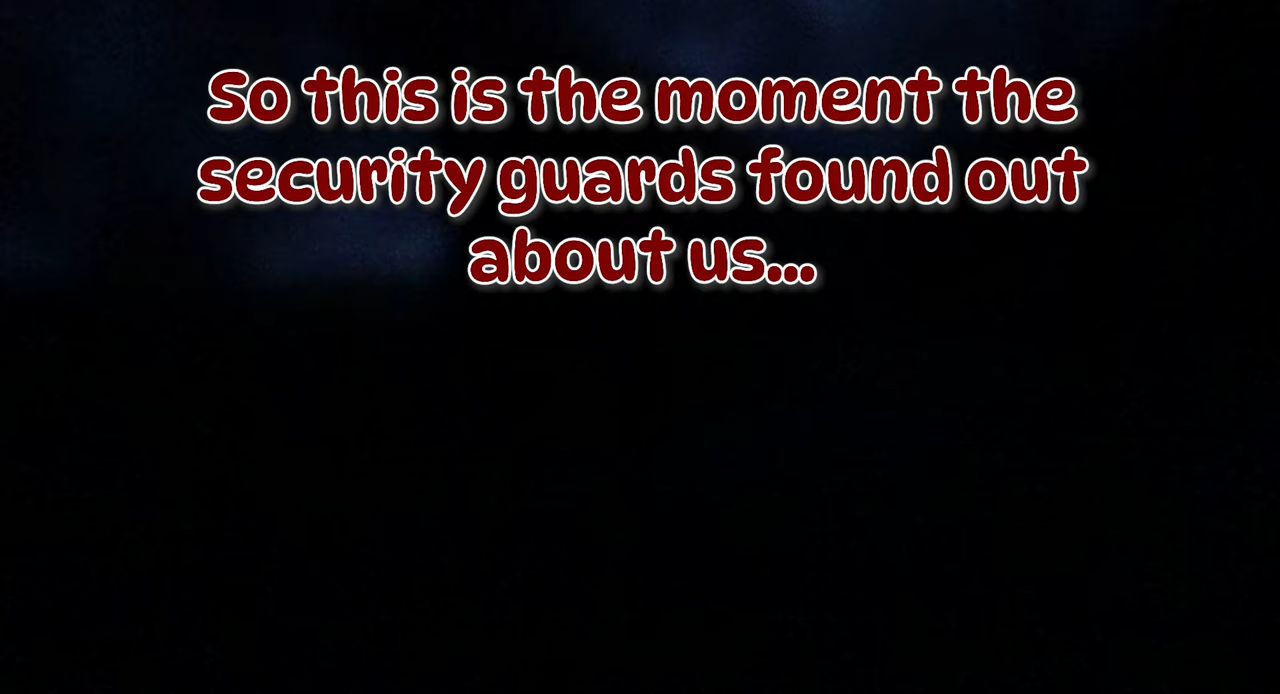 So this is the moment the
security guards found out
about us...